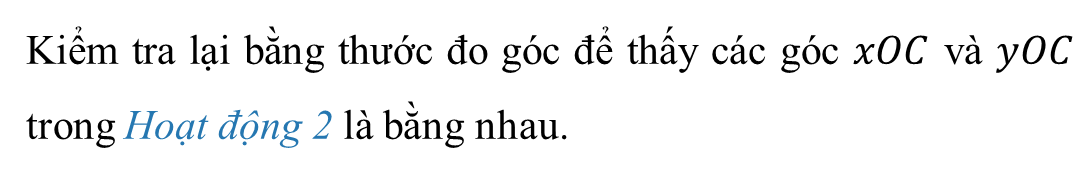 Kiểm tra lại bằng thước đo góc để thấy các góc xOC và yOC
trong Hoạt động 2 là bằng nhau.